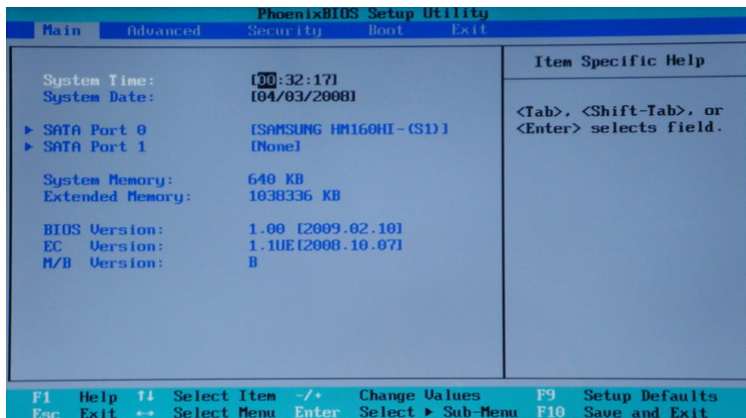 PhoenixBIOS Setup Utility
Main Advanced Security Boot Exit
Item Specific Help
System Time: [00:32:17]
System Date: [04/03/2008]
<Tab>, <Shift-Tab>, or
<Enter> selects field.
▶ SATA Port 0 [SAMSUNG HM160HI-(S1)]
▶ SATA Port 1 [None]
System Memory: 640 KB
Extended Memory: 1038336 KB
BIOS Version: 1.00 [2009.02.10]
EC Version: 1.1UE[2008.10.07]
M/B Version: B
F1 Help ↑↓ Select Item -/+ Change Values F9 Setup Defaults
Esc Exit ↔ Select Menu Enter Select ▶ Sub-Menu F10 Save and Exit